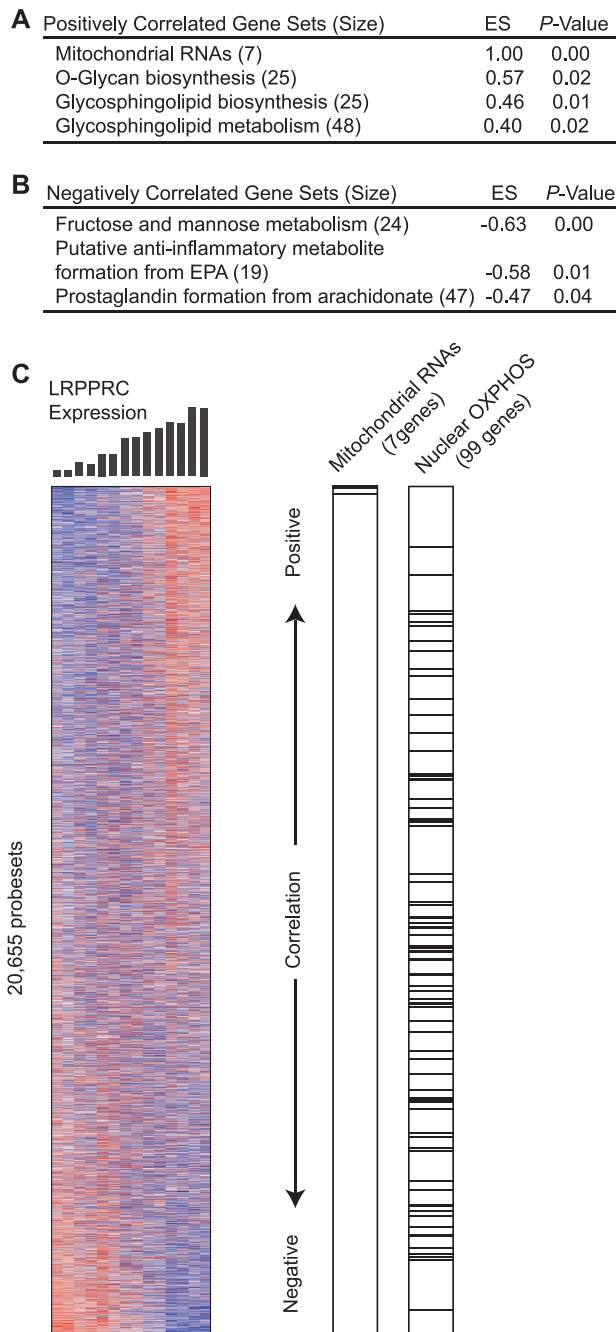 A Positively Correlated Gene Sets (Size) ES P-Value
Mitochondrial RNAs (7) 1.00 0.00
O-Glycan biosynthesis (25) 0.57 0.02
Glycosphingolipid biosynthesis (25) 0.46 0.01
Glycosphingolipid metabolism (48) 0.40 0.02
B Negatively Correlated Gene Sets (Size) ES P-Value
Fructose and mannose metabolism (24) -0.63 0.00
Putative anti-inflammatory metabolite
formation from EPA (19) -0.58 0.01
Prostaglandin formation from arachidonate (47) -0.47 0.04
C
LRPPRC
Expression
Mitochondrial RNAs
(7genes)
Nuclear OXPHOS
(99 genes)
20,655 probesets
Positive
Correlation
Negative